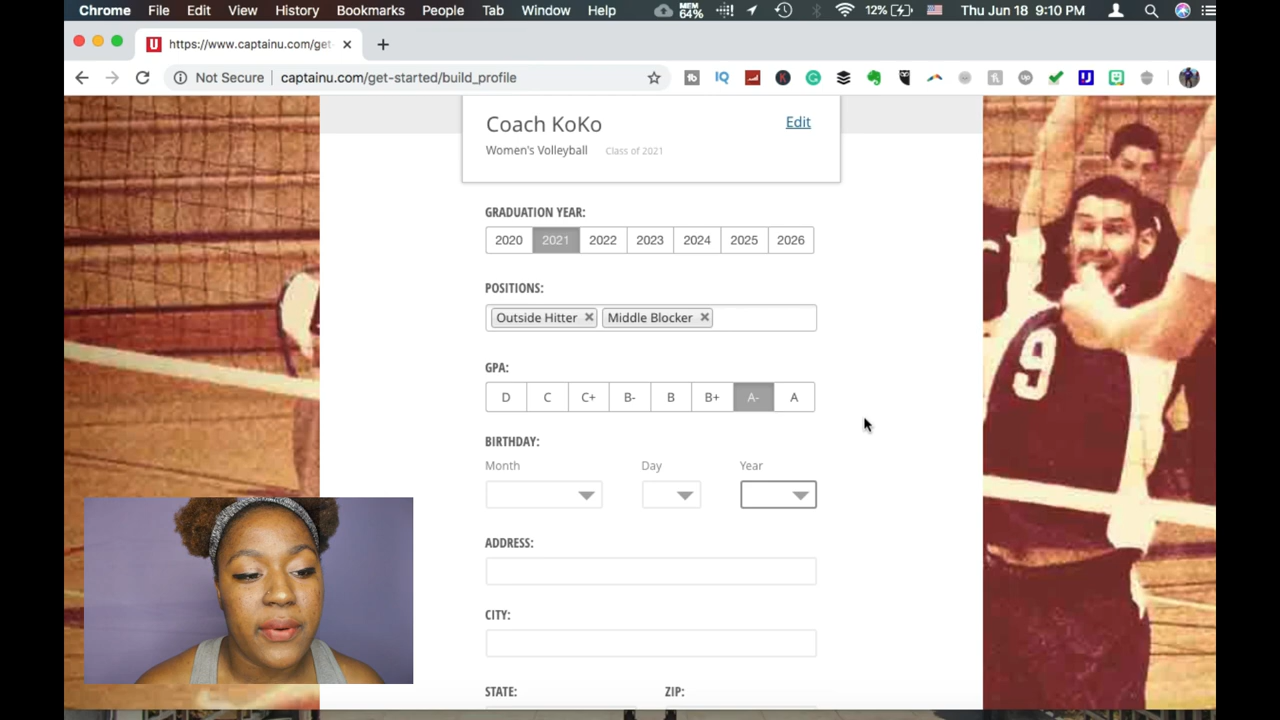 Chrome File Edit View History Bookmarks People Tab Window Help MEM 64% 12% Thu Jun 18 9:10 PM
U https://www.captainu.com/get-
Not Secure captainu.com/get-started/build_profile
Coach KoKo Edit
Women's Volleyball Class of 2021
GRADUATION YEAR:
2020 2021 2022 2023 2024 2025 2026
POSITIONS:
Outside Hitter Middle Blocker
GPA:
D C C+ B- B B+ A- A
9
BIRTHDAY:
Month Day Year
ADDRESS:
CITY:
STATE: ZIP: